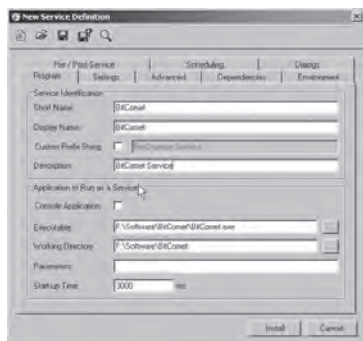 New Service Definition
Pre / Post-Service Scheduling Dialogs
Program Settings Advanced Dependencies Environment
Service Identification
Short Name: BitComet
Display Name: BitComet
Custom Prefix String:
Description: BitComet Service
Application to Run as a Service
Console Application:
Executable: F:\Software\BitComet\BitComet.exe
Working Directory: F:\Software\BitComet
Parameters:
Startup Time: 3000 ms
Install Cancel